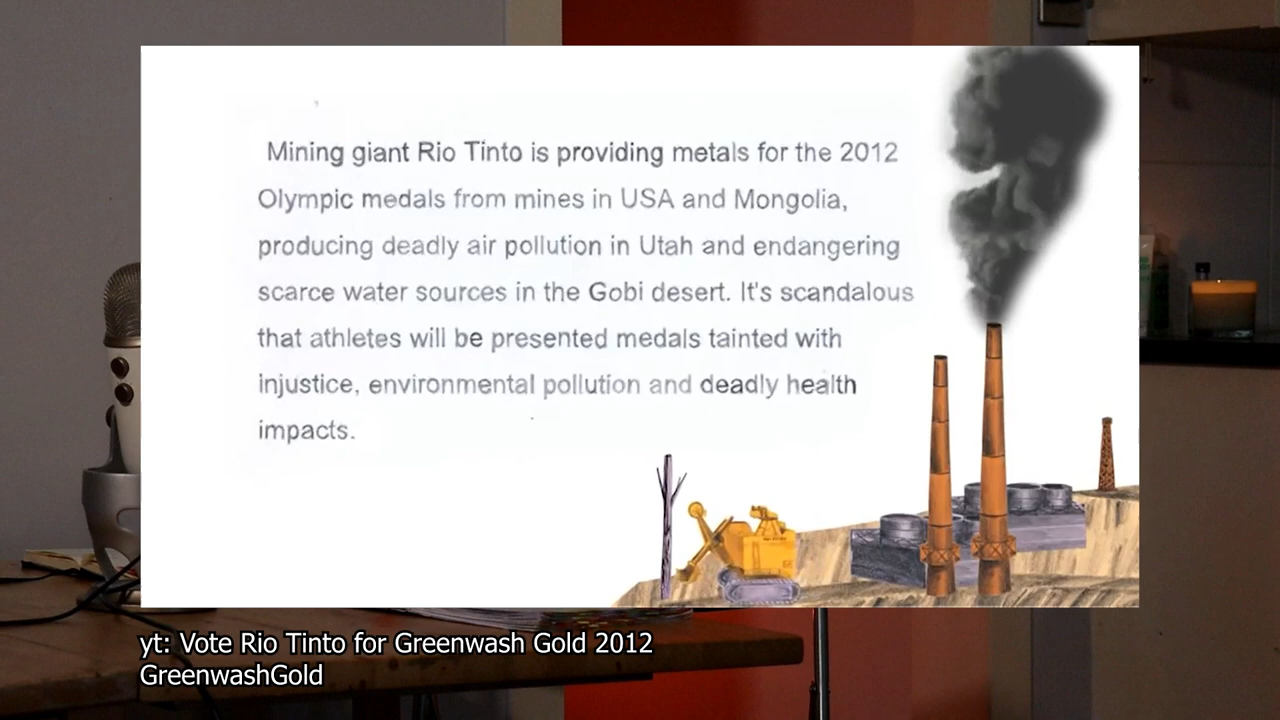 Mining giant Rio Tinto is providing metals for the 2012
Olympic medals from mines in USA and Mongolia,
producing deadly air pollution in Utah and endangering
scarce water sources in the Gobi desert. It's scandalous
that athletes will be presented medals tainted with
injustice, environmental pollution and deadly health
impacts.
yt: Vote Rio Tinto for Greenwash Gold 2012
GreenwashGold